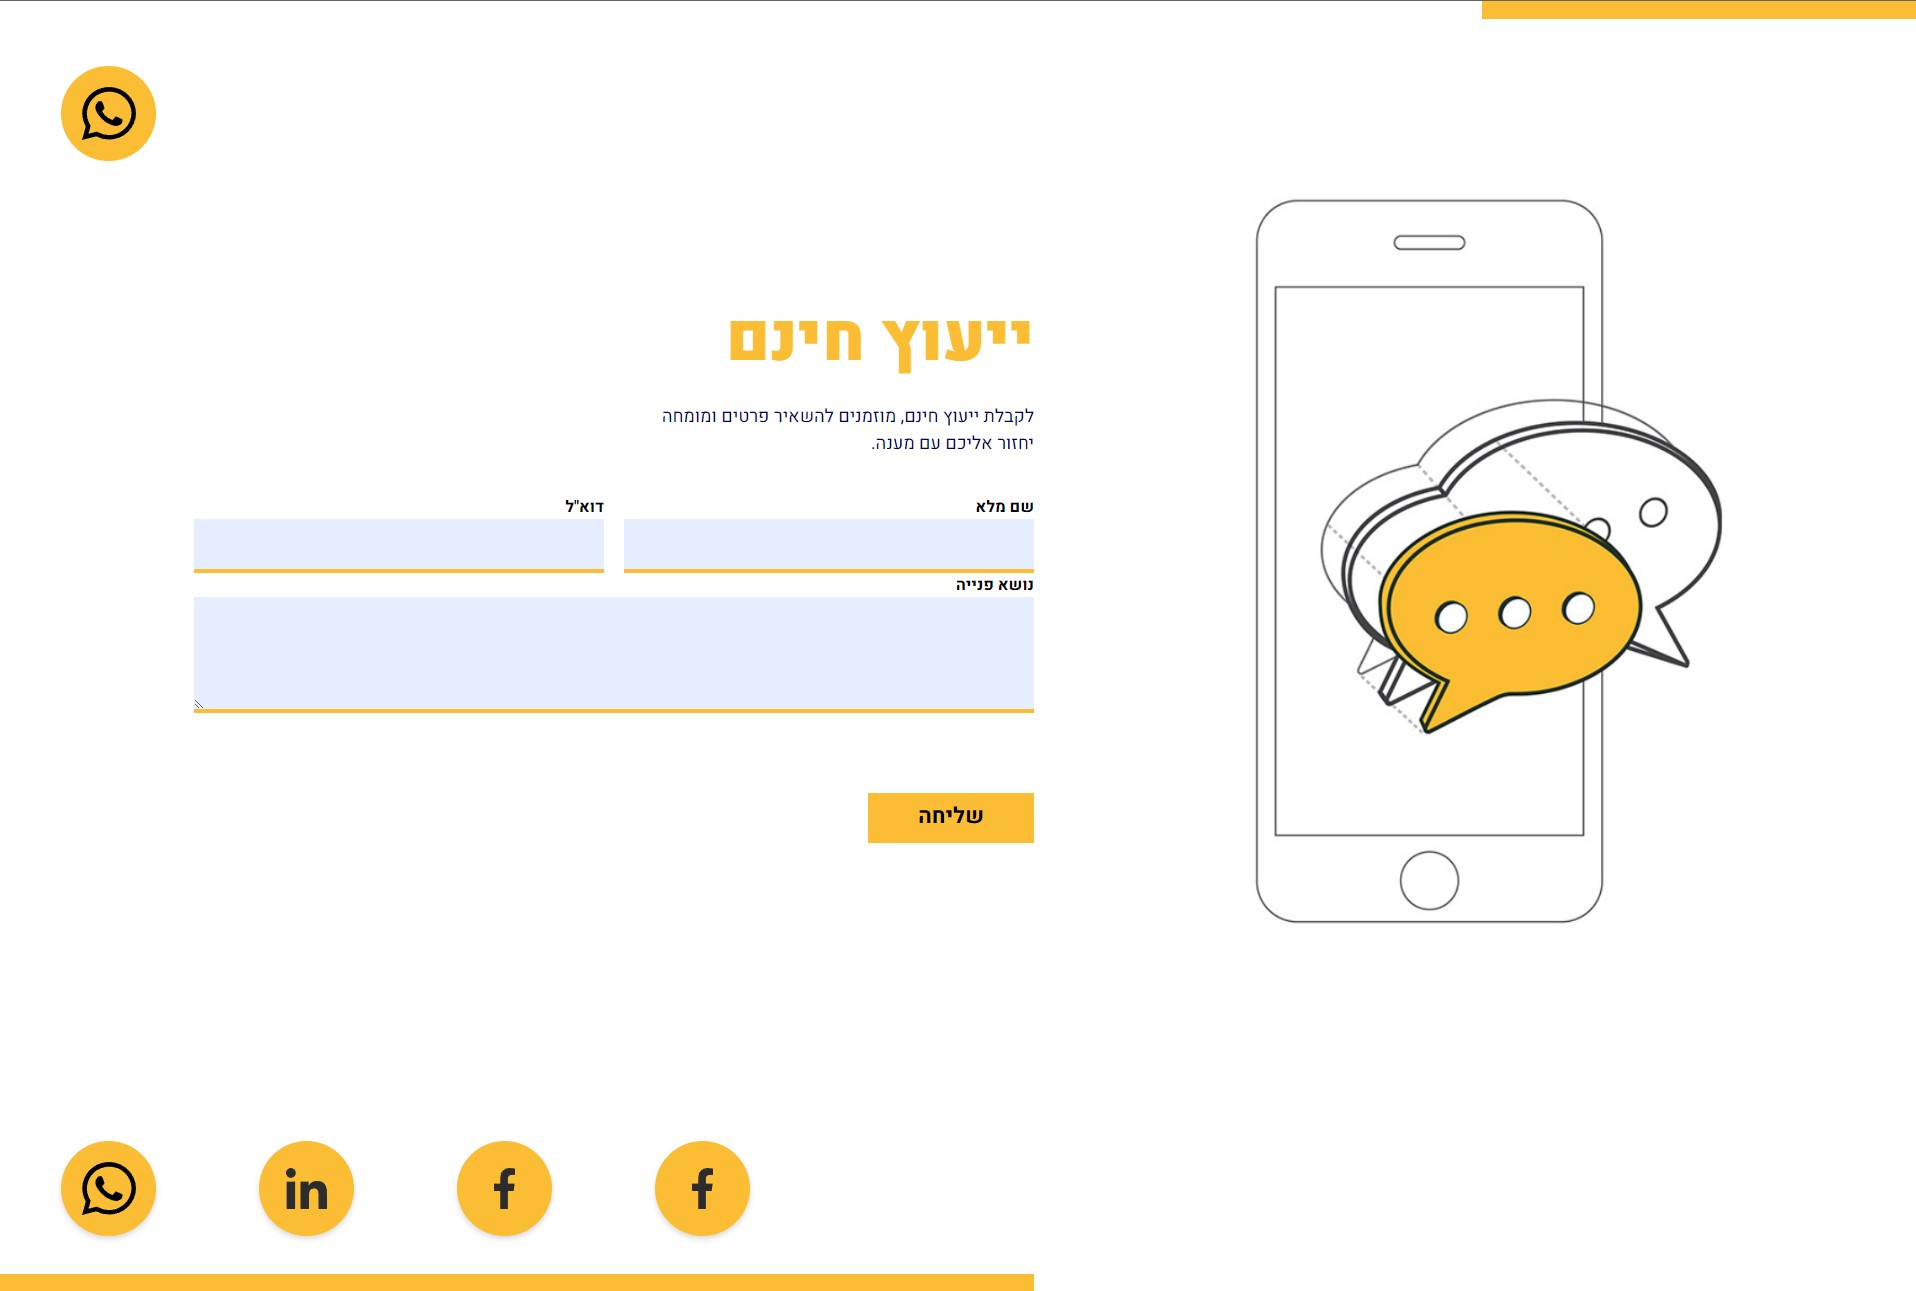 ייעוץ חינם
לקבלת ייעוץ חינם, מוזמנים להשאיר פרטים ומומחה
יחזור אליכם עם מענה.
שם מלא
דוא"ל
נושא פנייה
שליחה
in
f
f